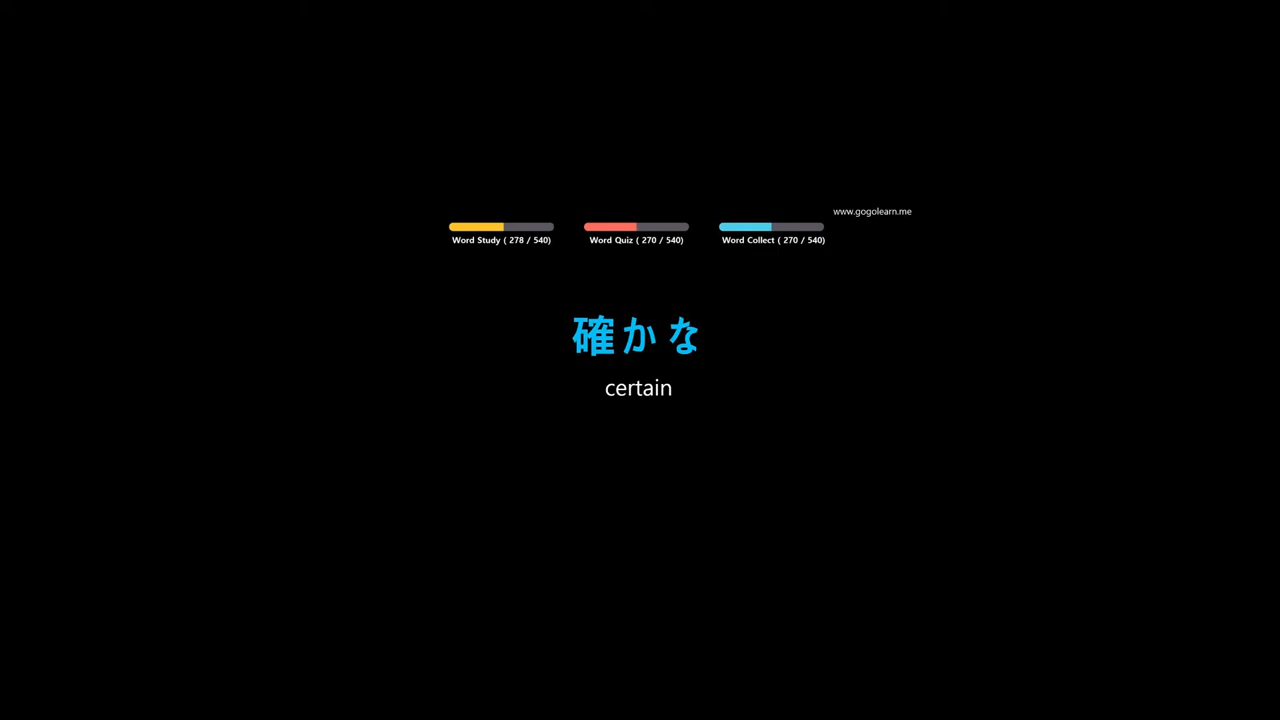 www.gogolearn.me
Word Study ( 278 / 540)
Word Quiz ( 270 / 540)
Word Collect ( 270 / 540)
確かな
certain